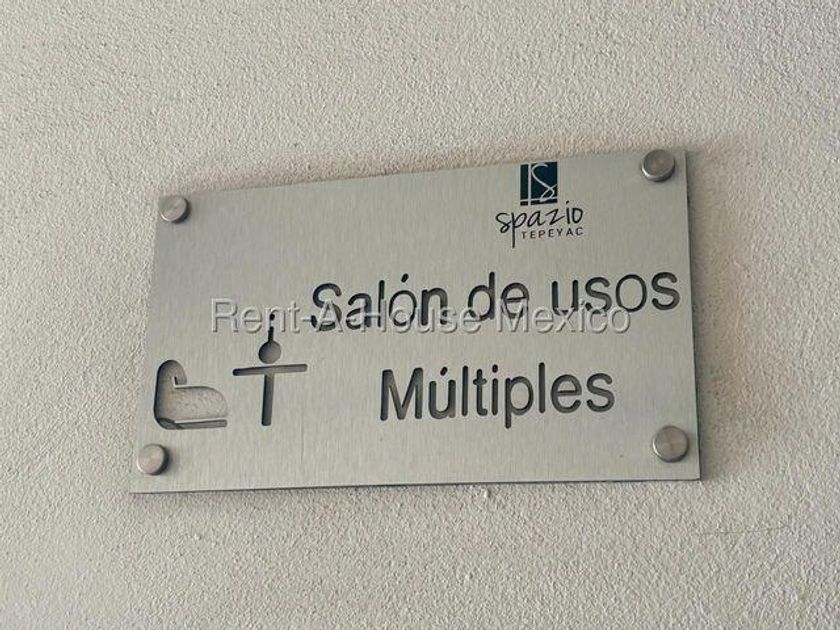 spazio
TEPEYAC
Salón de usos
Rent-A-House Mexico
Múltiples